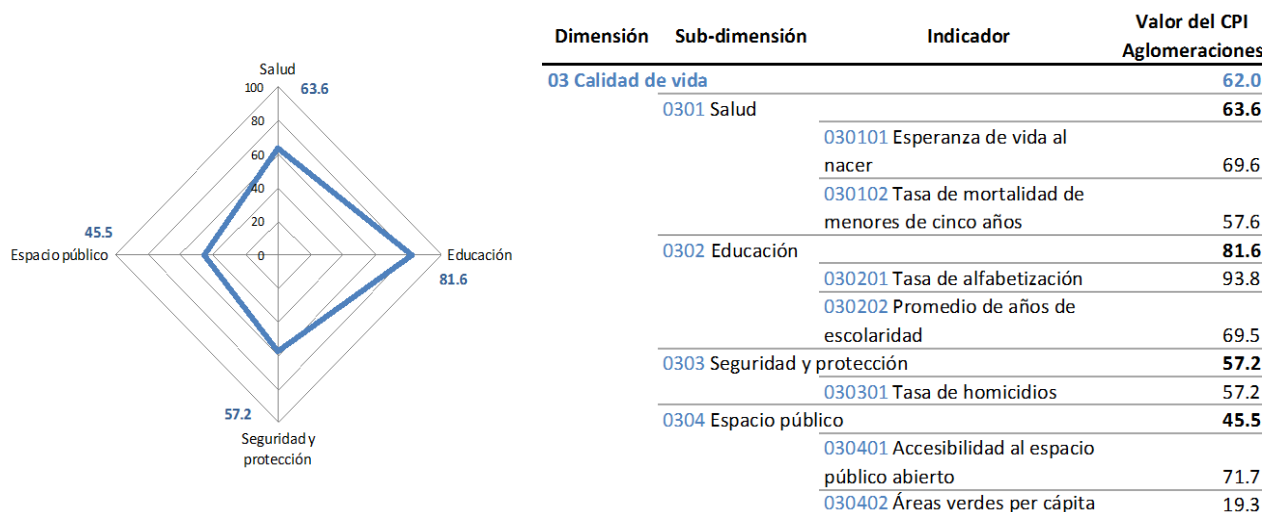 Salud
63.6
100
80
60
40
20
0
45.5
Espacio público
Educación
81.6
57.2
Seguridad y
protección
Dimensión Sub-dimensión Indicador Valor del CPI
Aglomeraciones
03 Calidad de vida 62.0
0301 Salud 63.6
030101 Esperanza de vida al
nacer 69.6
030102 Tasa de mortalidad de
menores de cinco años 57.6
0302 Educación 81.6
030201 Tasa de alfabetización 93.8
030202 Promedio de años de
escolaridad 69.5
0303 Seguridad y protección 57.2
030301 Tasa de homicidios 57.2
0304 Espacio público 45.5
030401 Accesibilidad al espacio
público abierto 71.7
030402 Áreas verdes per cápita 19.3